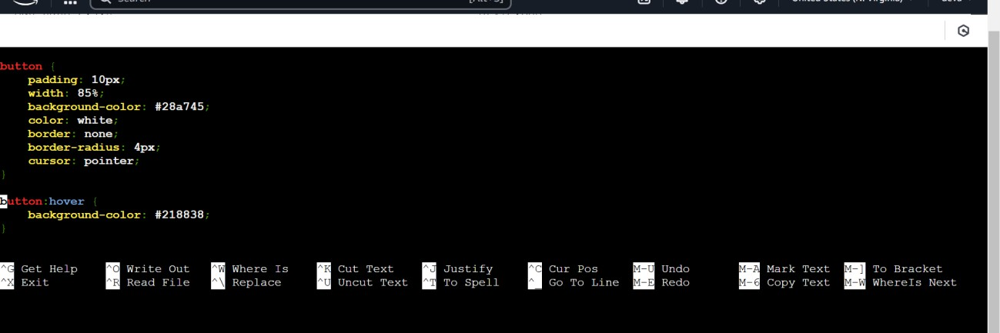 Search [Alt+S] United States (N. Virginia)
button {
    padding: 10px;
    width: 85%;
    background-color: #28a745;
    color: white;
    border: none;
    border-radius: 4px;
    cursor: pointer;
}
button:hover {
    background-color: #218838;
}
^G Get Help ^O Write Out ^W Where Is ^K Cut Text ^J Justify ^C Cur Pos M-U Undo M-A Mark Text M-] To Bracket
^X Exit ^R Read File ^\ Replace ^U Uncut Text ^T To Spell ^_ Go To Line M-E Redo M-6 Copy Text M-W WhereIs Next